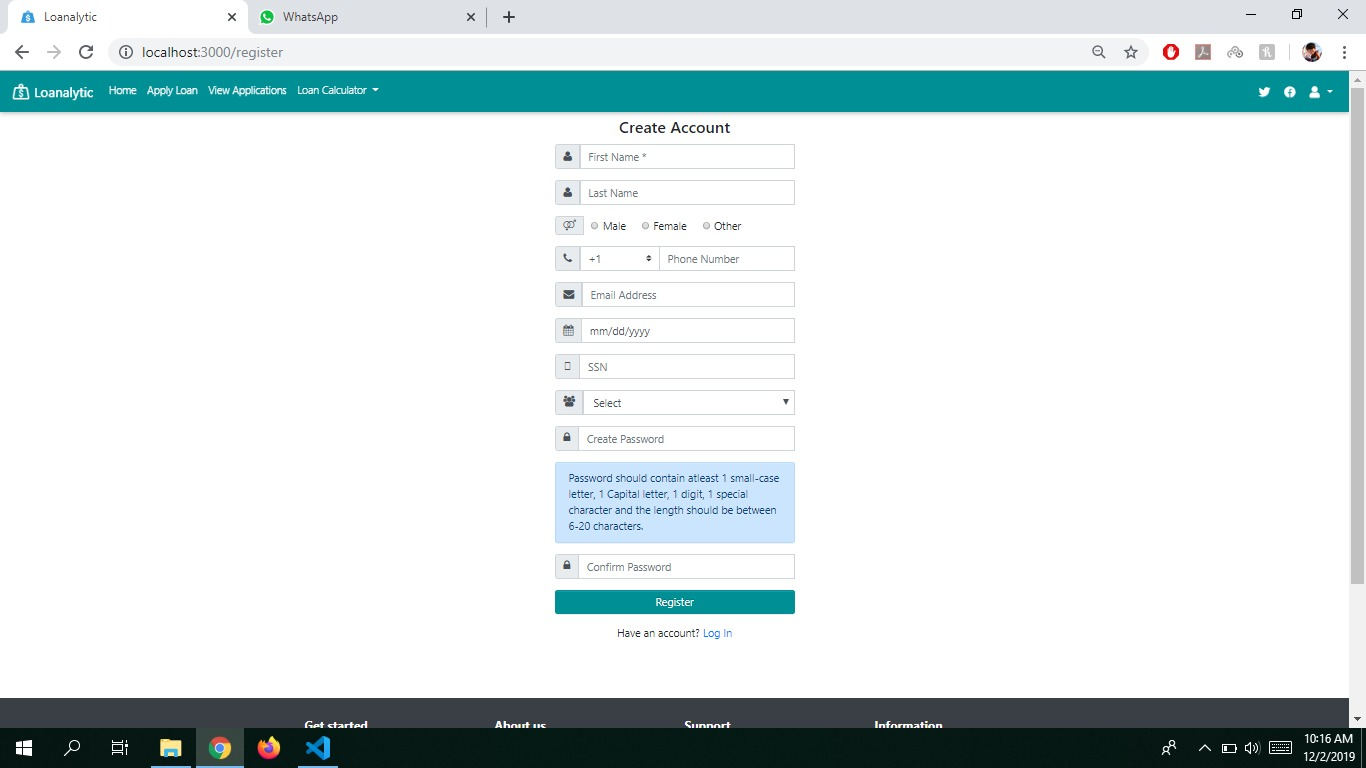 Loanalytic
WhatsApp
localhost:3000/register
Loanalytic Home Apply Loan View Applications Loan Calculator
Create Account
First Name *
Last Name
Male Female Other
+1 Phone Number
Email Address
mm/dd/yyyy
SSN
Select
Create Password
Password should contain atleast 1 small-case
letter, 1 Capital letter, 1 digit, 1 special
character and the length should be between
6-20 characters.
Confirm Password
Register
Have an account? Log In
Get started About us Support Information
10:16 AM
12/2/2019